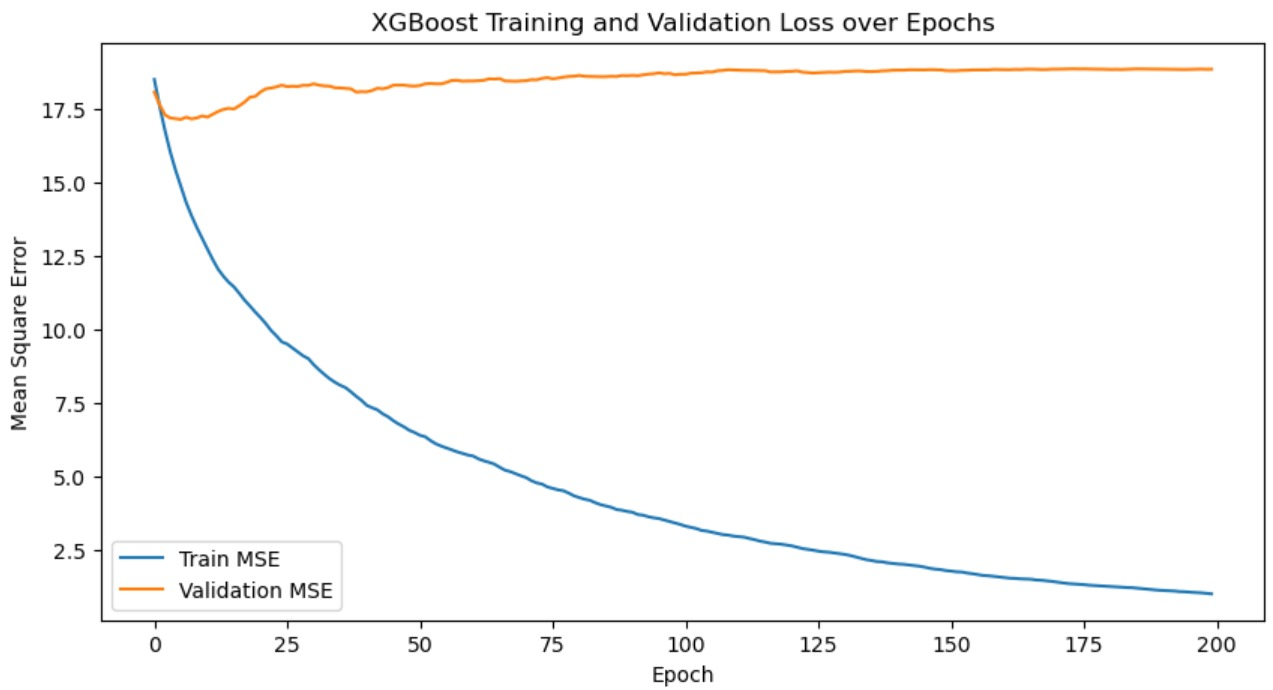 XGBoost Training and Validation Loss over Epochs
Mean Square Error
17.5
15.0
12.5
10.0
7.5
5.0
2.5
Train MSE
Validation MSE
0 25 50 75 100 125 150 175 200
Epoch